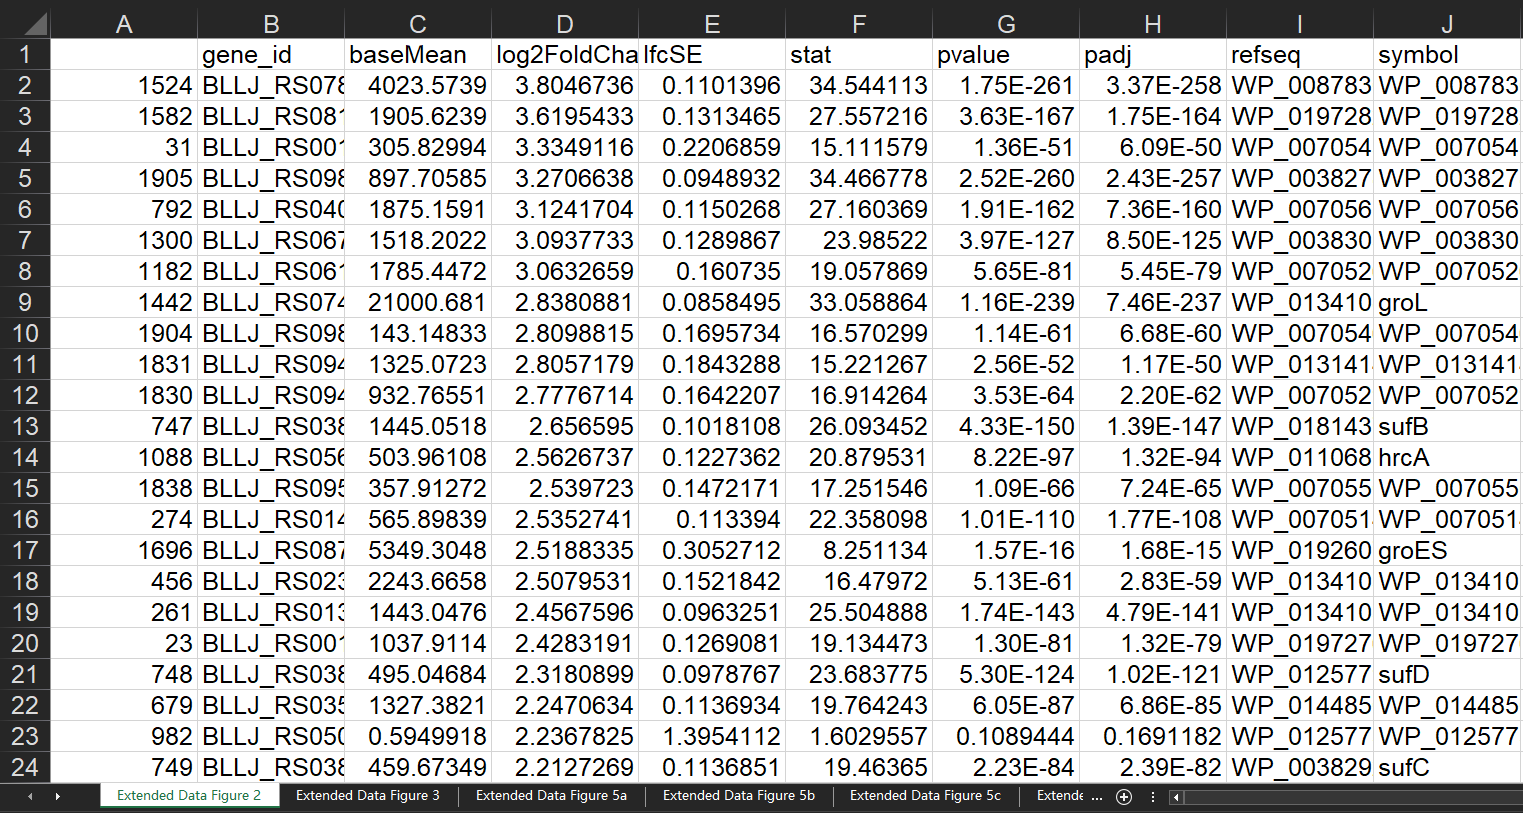 A B C D E F G H I J
1 gene_id baseMean log2FoldCha lfcSE stat pvalue padj refseq symbol
2 1524 BLLJ_RS078 4023.5739 3.8046736 0.1101396 34.544113 1.75E-261 3.37E-258 WP_008783 WP_008783
3 1582 BLLJ_RS081 1905.6239 3.6195433 0.1313465 27.557216 3.63E-167 1.75E-164 WP_019728 WP_019728
4 31 BLLJ_RS001 305.82994 3.3349116 0.2206859 15.111579 1.36E-51 6.09E-50 WP_007054 WP_007054
5 1905 BLLJ_RS098 897.70585 3.2706638 0.0948932 34.466778 2.52E-260 2.43E-257 WP_003827 WP_003827
6 792 BLLJ_RS040 1875.1591 3.1241704 0.1150268 27.160369 1.91E-162 7.36E-160 WP_007056 WP_007056
7 1300 BLLJ_RS067 1518.2022 3.0937733 0.1289867 23.98522 3.97E-127 8.50E-125 WP_003830 WP_003830
8 1182 BLLJ_RS061 1785.4472 3.0632659 0.160735 19.057869 5.65E-81 5.45E-79 WP_007052 WP_007052
9 1442 BLLJ_RS074 21000.681 2.8380881 0.0858495 33.058864 1.16E-239 7.46E-237 WP_013410 groL
10 1904 BLLJ_RS098 143.14833 2.8098815 0.1695734 16.570299 1.14E-61 6.68E-60 WP_007054 WP_007054
11 1831 BLLJ_RS094 1325.0723 2.8057179 0.1843288 15.221267 2.56E-52 1.17E-50 WP_013141 WP_013141
12 1830 BLLJ_RS094 932.76551 2.7776714 0.1642207 16.914264 3.53E-64 2.20E-62 WP_007052 WP_007052
13 747 BLLJ_RS038 1445.0518 2.656595 0.1018108 26.093452 4.33E-150 1.39E-147 WP_018143 sufB
14 1088 BLLJ_RS056 503.96108 2.5626737 0.1227362 20.879531 8.22E-97 1.32E-94 WP_011068 hrcA
15 1838 BLLJ_RS095 357.91272 2.539723 0.1472171 17.251546 1.09E-66 7.24E-65 WP_007055 WP_007055
16 274 BLLJ_RS014 565.89839 2.5352741 0.113394 22.358098 1.01E-110 1.77E-108 WP_007051 WP_007051
17 1696 BLLJ_RS087 5349.3048 2.5188335 0.3052712 8.251134 1.57E-16 1.68E-15 WP_019260 groES
18 456 BLLJ_RS023 2243.6658 2.5079531 0.1521842 16.47972 5.13E-61 2.83E-59 WP_013410 WP_013410
19 261 BLLJ_RS013 1443.0476 2.4567596 0.0963251 25.504888 1.74E-143 4.79E-141 WP_013410 WP_013410
20 23 BLLJ_RS001 1037.9114 2.4283191 0.1269081 19.134473 1.30E-81 1.32E-79 WP_019727 WP_019727
21 748 BLLJ_RS038 495.04684 2.3180899 0.0978767 23.683775 5.30E-124 1.02E-121 WP_012577 sufD
22 679 BLLJ_RS035 1327.3821 2.2470634 0.1136934 19.764243 6.05E-87 6.86E-85 WP_014485 WP_014485
23 982 BLLJ_RS050 0.5949918 2.2367825 1.3954112 1.6029557 0.1089444 0.1691182 WP_012577 WP_012577
24 749 BLLJ_RS038 459.67349 2.2127269 0.1136851 19.46365 2.23E-84 2.39E-82 WP_003829 sufC
Extended Data Figure 2 Extended Data Figure 3 Extended Data Figure 5a Extended Data Figure 5b Extended Data Figure 5c Extende ...